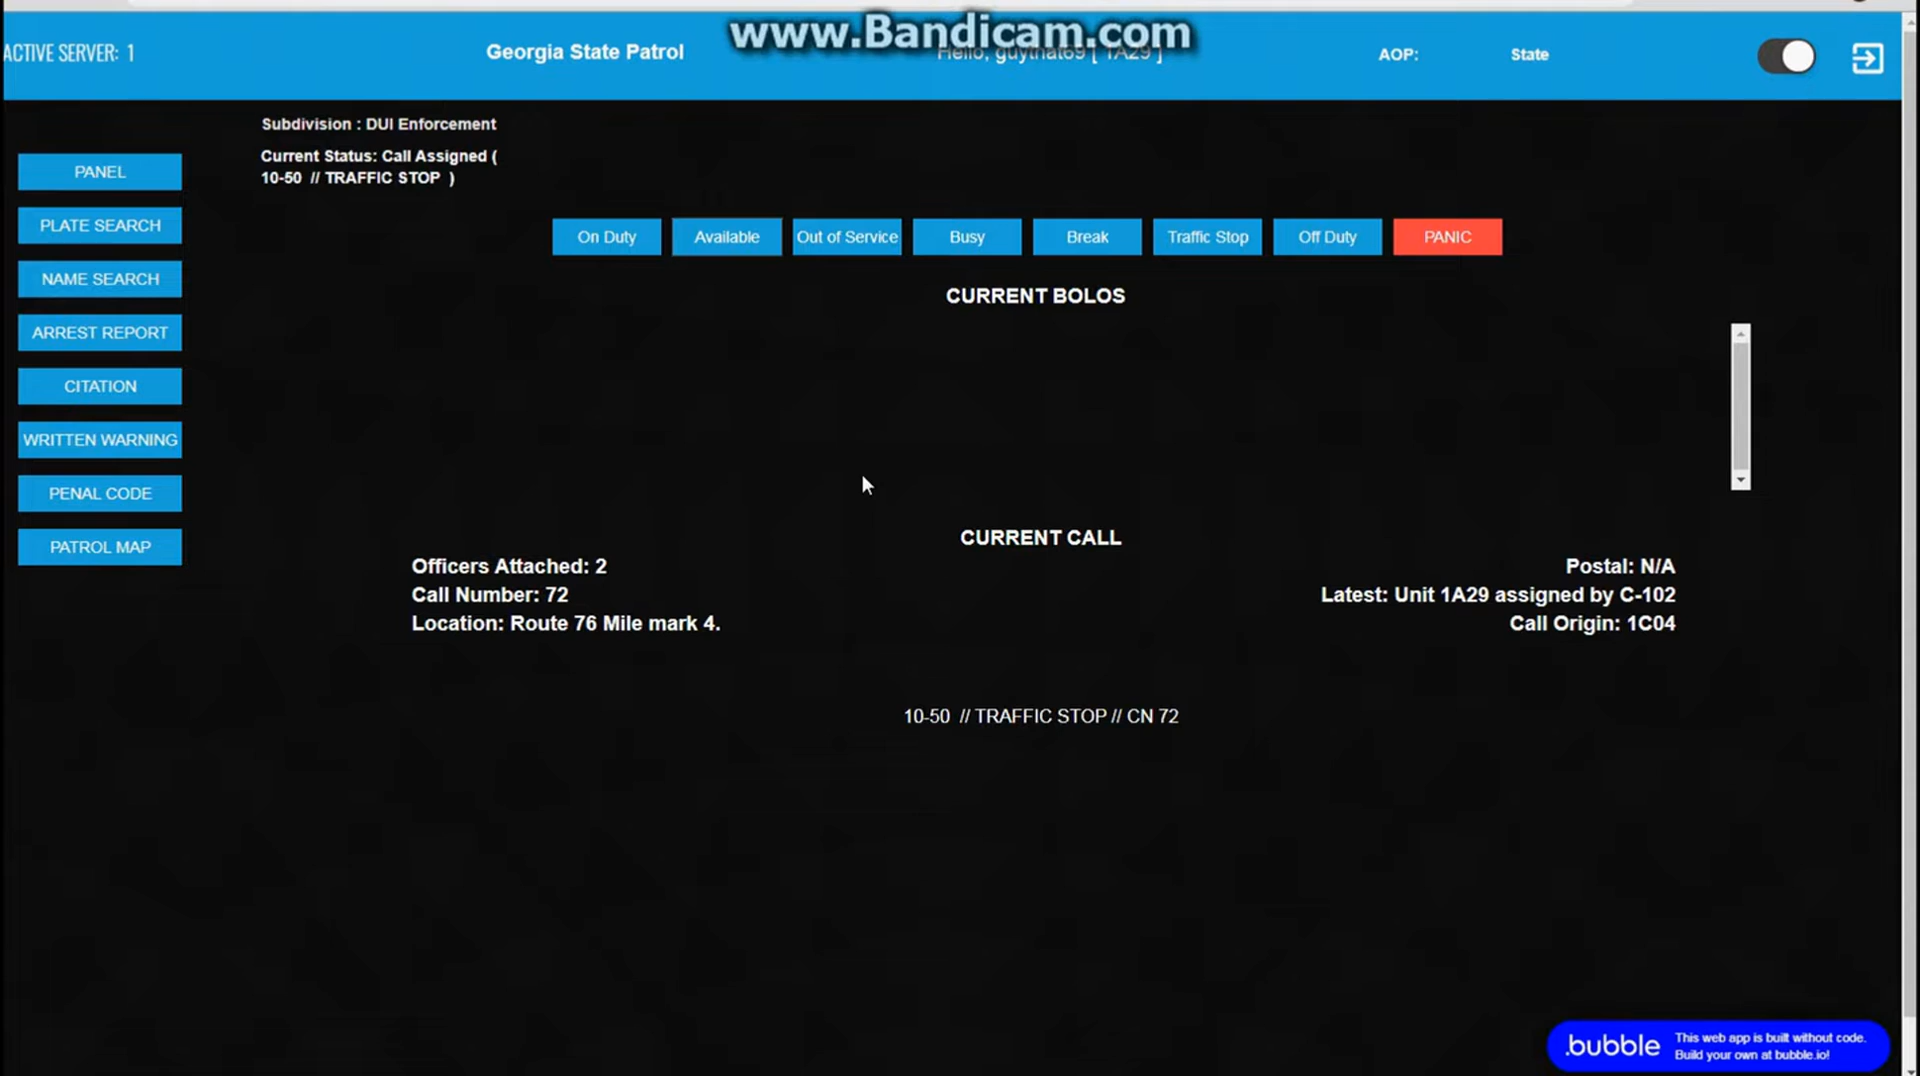 www.Bandicam.com
ACTIVE SERVER: 1
Georgia State Patrol
Hello, guythat69 [ 1A29 ]
AOP:
State
Subdivision : DUI Enforcement
Current Status: Call Assigned (
10-50 // TRAFFIC STOP )
PANEL
PLATE SEARCH
NAME SEARCH
ARREST REPORT
CITATION
WRITTEN WARNING
PENAL CODE
PATROL MAP
On Duty
Available
Out of Service
Busy
Break
Traffic Stop
Off Duty
PANIC
CURRENT BOLOS
CURRENT CALL
Officers Attached: 2
Call Number: 72
Location: Route 76 Mile mark 4.
Postal: N/A
Latest: Unit 1A29 assigned by C-102
Call Origin: 1C04
10-50 // TRAFFIC STOP // CN 72
.bubble
This web app is built without code.
Build your own at bubble.io!